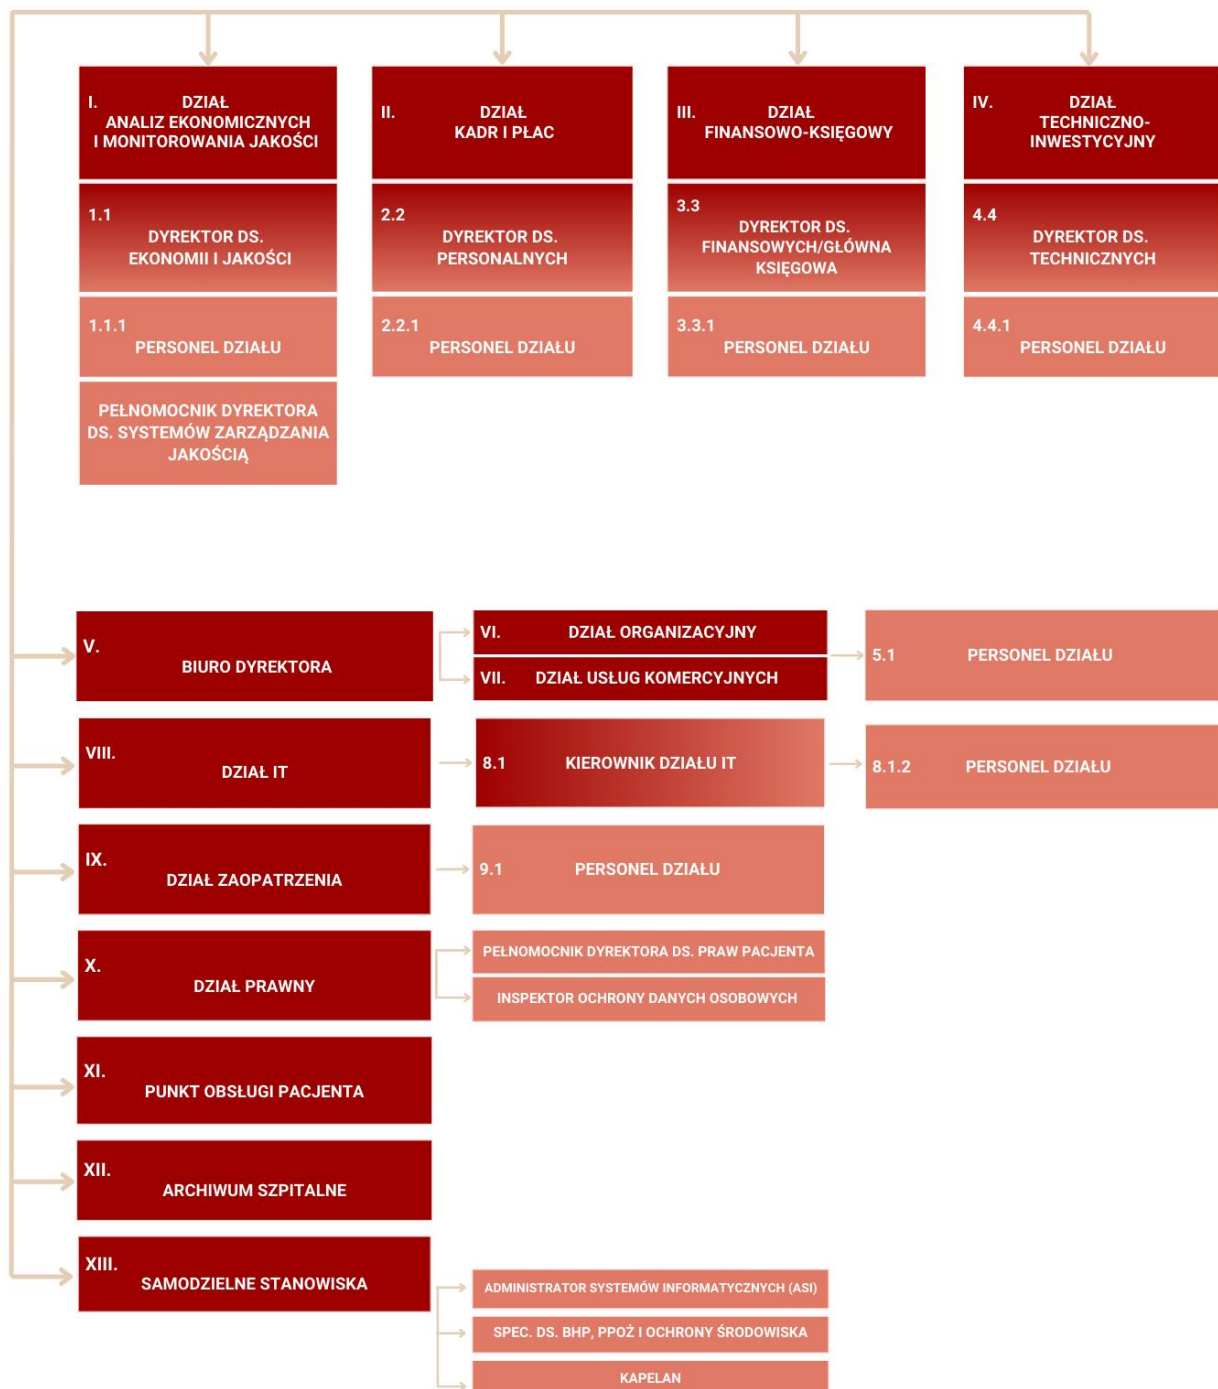 I. DZIAŁ
ANALIZ EKONOMICZNYCH
I MONITOROWANIA JAKOŚCI
1.1
DYREKTOR DS.
EKONOMII I JAKOŚCI
1.1.1
PERSONEL DZIAŁU
PEŁNOMOCNIK DYREKTORA
DS. SYSTEMÓW ZARZĄDZANIA
JAKOŚCIĄ
II. DZIAŁ
KADR I PŁAC
2.2
DYREKTOR DS.
PERSONALNYCH
2.2.1
PERSONEL DZIAŁU
III. DZIAŁ
FINANSOWO-KSIĘGOWY
3.3
DYREKTOR DS.
FINANSOWYCH/GŁÓWNA
KSIĘGOWA
3.3.1
PERSONEL DZIAŁU
IV. DZIAŁ
TECHNICZNO-
INWESTYCYJNY
4.4
DYREKTOR DS.
TECHNICZNYCH
4.4.1
PERSONEL DZIAŁU
V.
BIURO DYREKTORA
VI. DZIAŁ ORGANIZACYJNY
VII. DZIAŁ USŁUG KOMERCYJNYCH
5.1 PERSONEL DZIAŁU
VIII.
DZIAŁ IT
8.1 KIEROWNIK DZIAŁU IT
8.1.2 PERSONEL DZIAŁU
IX.
DZIAŁ ZAOPATRZENIA
9.1 PERSONEL DZIAŁU
X.
DZIAŁ PRAWNY
PEŁNOMOCNIK DYREKTORA DS. PRAW PACJENTA
INSPEKTOR OCHRONY DANYCH OSOBOWYCH
XI.
PUNKT OBSŁUGI PACJENTA
XII.
ARCHIWUM SZPITALNE
XIII.
SAMODZIELNE STANOWISKA
ADMINISTRATOR SYSTEMÓW INFORMATYCZNYCH (ASI)
SPEC. DS. BHP, PPOŻ I OCHRONY ŚRODOWISKA
KAPELAN